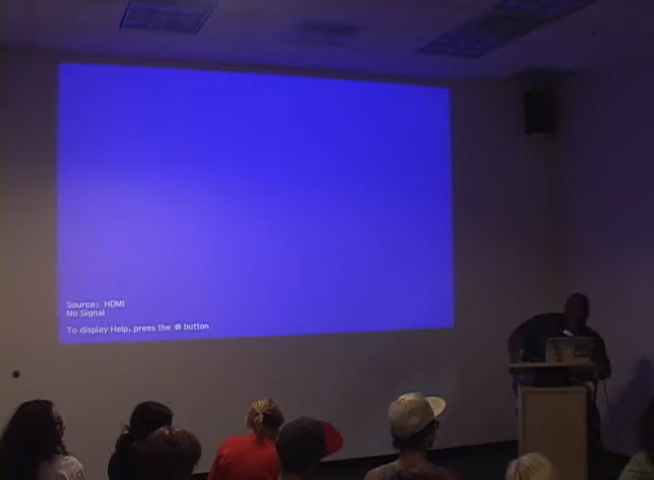 Source: HDMI
No Signal
To display Help, press the button